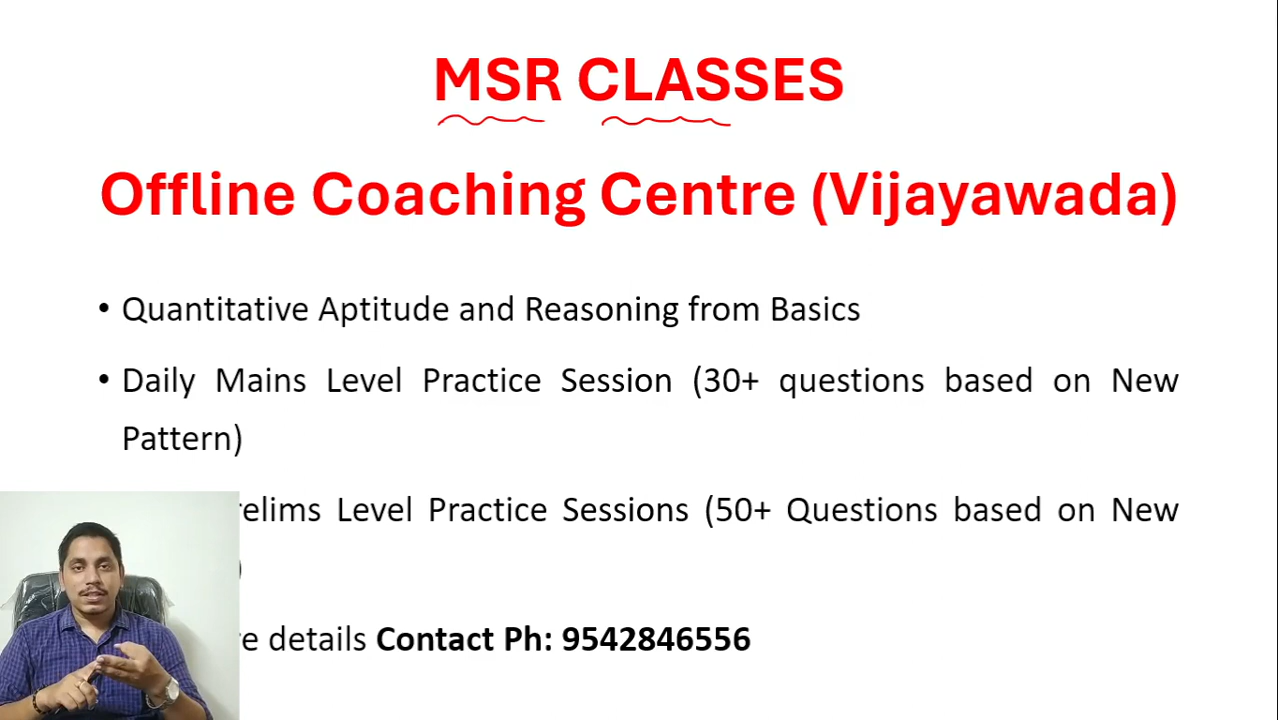 MSR CLASSES
Offline Coaching Centre (Vijayawada)
• Quantitative Aptitude and Reasoning from Basics
• Daily Mains Level Practice Session (30+ questions based on New
Pattern)
Level Practice Sessions (50+ Questions based on New
details Contact Ph: 9542846556